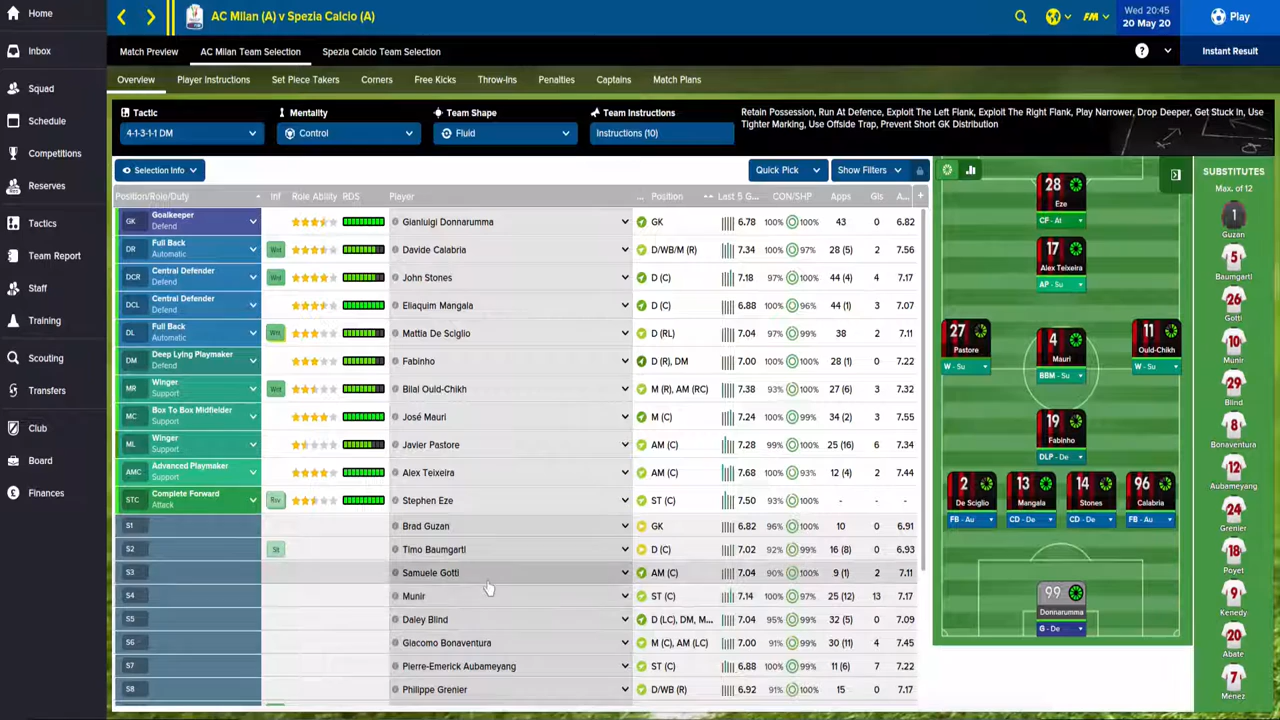 Home
Inbox
Squad
Schedule
Competitions
Reserves
Tactics
Team Report
Staff
Training
Scouting
Transfers
Club
Board
Finances
AC Milan (A) v Spezia Calcio (A)
FM
Wed 20:45
20 May 20
Play
Match Preview AC Milan Team Selection Spezia Calcio Team Selection
?
Instant Result
Overview Player Instructions Set Piece Takers Corners Free Kicks Throw-Ins Penalties Captains Match Plans
Tactic Mentality Team Shape Team Instructions
4-1-3-1-1 DM Control Fluid Instructions (10)
Retain Possession, Run At Defence, Exploit The Left Flank, Exploit The Right Flank, Play Narrower, Drop Deeper, Get Stuck In, Use
Tighter Marking, Use Offside Trap, Prevent Short GK Distribution
Selection Info Quick Pick Show Filters
Position/Role/Duty Inf Role Ability RDS Player ... Position Last 5 G... CON/SHP Apps Gls A... +
GK Goalkeeper Defend Gianluigi Donnarumma GK 6.78 100% 100% 43 0 6.82
DR Full Back Automatic Wnt Davide Calabria D/WB/M (R) 7.34 100% 97% 28 (5) 2 7.56
DCR Central Defender Defend Wnt John Stones D (C) 7.18 97% 100% 44 (4) 4 7.17
DCL Central Defender Defend Eliaquim Mangala D (C) 6.88 100% 96% 44 (1) 3 7.07
DL Full Back Automatic Wnt Mattia De Sciglio D (RL) 7.04 97% 99% 38 2 7.11
DM Deep Lying Playmaker Defend Fabinho D (R), DM 7.00 100% 100% 28 (1) 0 7.22
MR Winger Support Wnt Bilal Ould-Chikh M (R), AM (RC) 7.38 93% 100% 27 (6) 3 7.32
MC Box To Box Midfielder Support José Mauri M (C) 7.24 100% 99% 34 (2) 3 7.55
ML Winger Support Javier Pastore AM (C) 7.28 99% 100% 25 (16) 6 7.34
AMC Advanced Playmaker Support Alex Teixeira AM (C) 7.68 100% 93% 12 (4) 2 7.44
STC Complete Forward Attack Rsv Stephen Eze ST (C) 7.50 93% 100% - - -
S1 Brad Guzan GK 6.82 96% 100% 10 0 6.91
S2 St Timo Baumgartl D (C) 7.02 92% 99% 16 (8) 0 6.93
S3 Samuele Gotti AM (C) 7.04 90% 100% 9 (1) 2 7.11
S4 Munir ST (C) 7.14 100% 97% 25 (12) 13 7.17
S5 Daley Blind D (LC), DM, M... 7.04 95% 100% 32 (5) 0 7.09
S6 Giacomo Bonaventura M (C), AM (LC) 7.00 91% 99% 30 (11) 4 7.45
S7 Pierre-Emerick Aubameyang ST (C) 6.88 100% 100% 11 (6) 7 7.22
S8 Philippe Grenier D/WB (R) 6.92 91% 100% 15 0 7.17
28
Eze
CF - At
17
Alex Teixeira
AP - Su
27 4 11
Pastore Mauri Ould-Chikh
W - Su BBM - Su W - Su
19
Fabinho
DLP - De
2 13 14 96
De Sciglio Mangala Stones Calabria
FB - Au CD - De CD - De FB - Au
99
Donnarumma
G - De
SUBSTITUTES
Max. of 12
1
Guzan
5
Baumgartl
26
Gotti
10
Munir
29
Blind
8
Bonaventura
12
Aubameyang
24
Grenier
18
Poyet
9
Kenedy
20
Abate
7
Menez